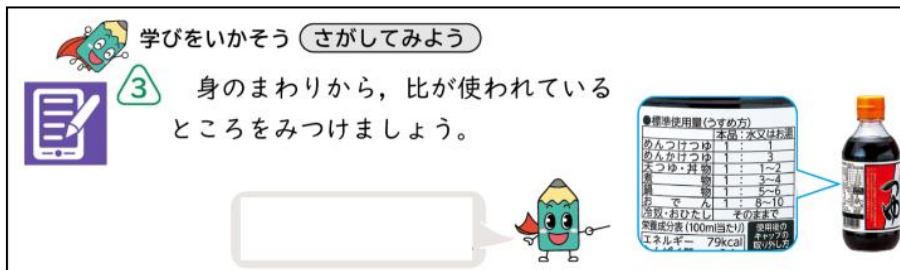 学びをいかそう さがしてみよう
3 身のまわりから，比が使われている
ところをみつけましょう。
●標準使用量(うすめ方)
本品：水又はお湯
めんつけつゆ 1 : 1
めんかけつゆ 1 : 3
天つゆ・丼物 1 : 1~2
煮物 1 : 3~4
鍋物 1 : 5~6
おでん 1 : 8~10
冷奴・おひたし そのままで
栄養成分表(100ml当たり)
エネルギー 79kcal
使用後の
キャップの
取り外し方
つゆ